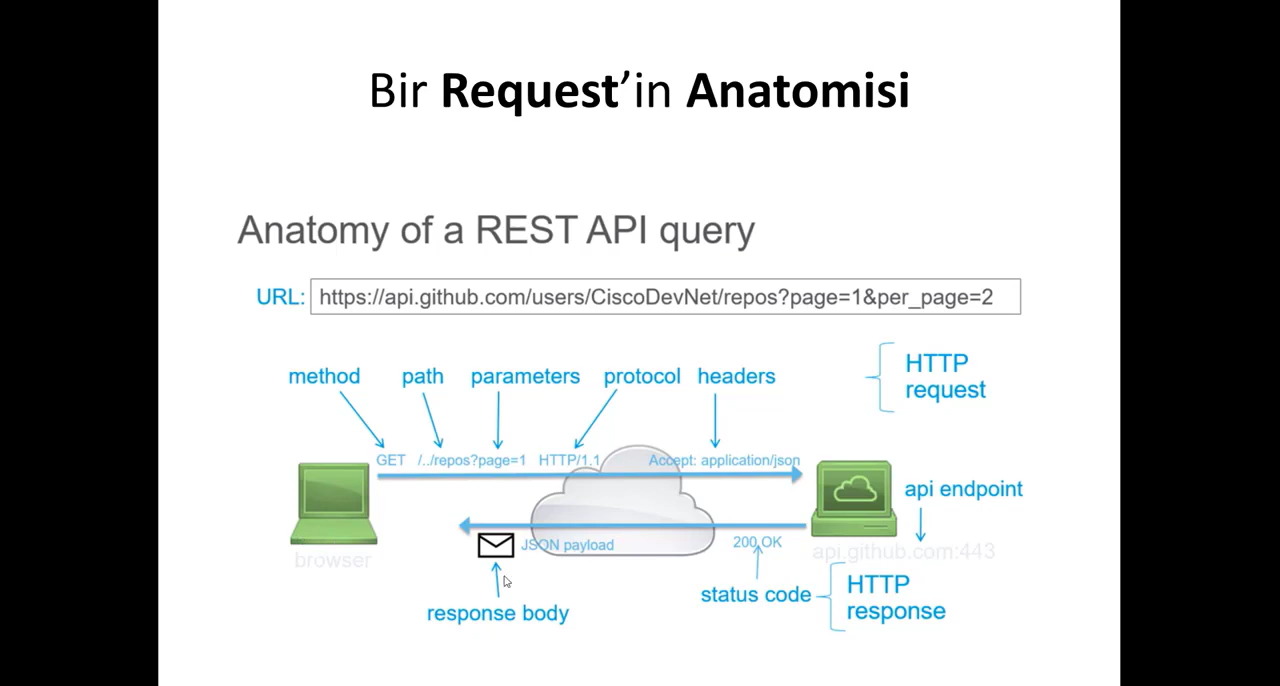 Bir Request’in Anatomisi
Anatomy of a REST API query
URL: https://api.github.com/users/CiscoDevNet/repos?page=1&per_page=2
method path parameters protocol headers
HTTP
request
GET /../repos?page=1 HTTP/1.1 Accept: application/json
api endpoint
JSON payload 200 OK
browser api.github.com:443
response body
status code
HTTP
response